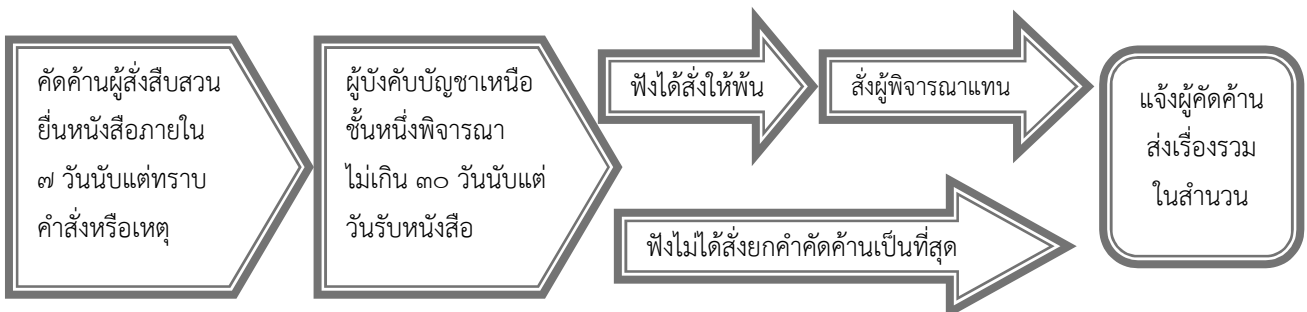 คัดค้านผู้สั่งสืบสวน
ยื่นหนังสือภายใน
๗ วันนับแต่ทราบ
คำสั่งหรือเหตุ
ผู้บังคับบัญชาเหนือ
ชั้นหนึ่งพิจารณา
ไม่เกิน ๓๐ วันนับแต่
วันรับหนังสือ
ฟังได้สั่งให้พ้น
สั่งผู้พิจารณาแทน
ฟังไม่ได้สั่งยกคำคัดค้านเป็นที่สุด
แจ้งผู้คัดค้าน
ส่งเรื่องรวม
ในสำนวน